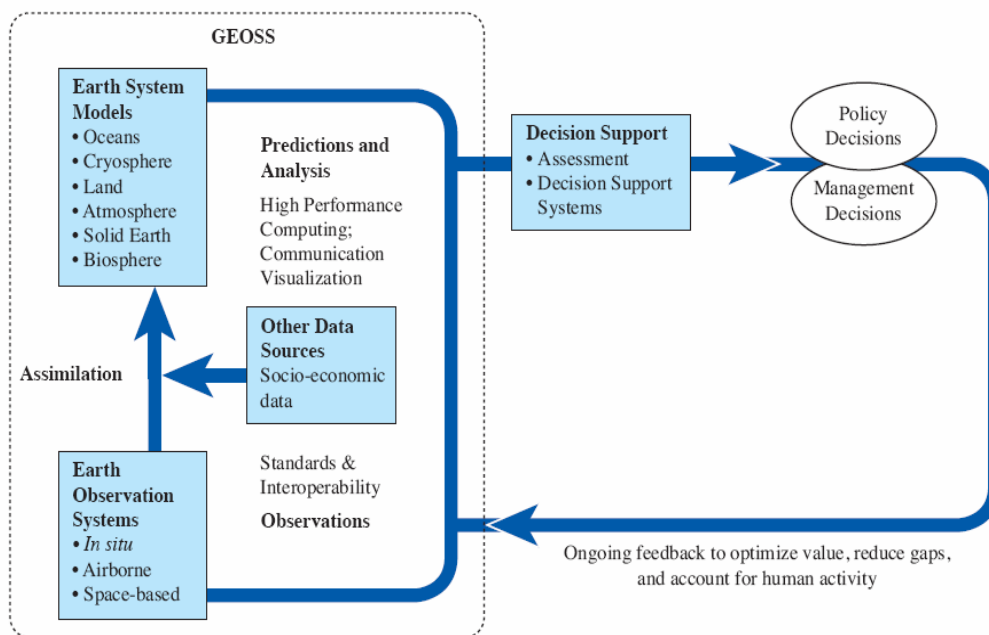 GEOSS
Earth System
Models
• Oceans
• Cryosphere
• Land
• Atmosphere
• Solid Earth
• Biosphere
Predictions and
Analysis
High Performance
Computing;
Communication
Visualization
Other Data
Sources
Socio-economic
data
Assimilation
Earth
Observation
Systems
• In situ
• Airborne
• Space-based
Standards &
Interoperability
Observations
Decision Support
• Assessment
• Decision Support
Systems
Policy
Decisions
Management
Decisions
Ongoing feedback to optimize value, reduce gaps,
and account for human activity